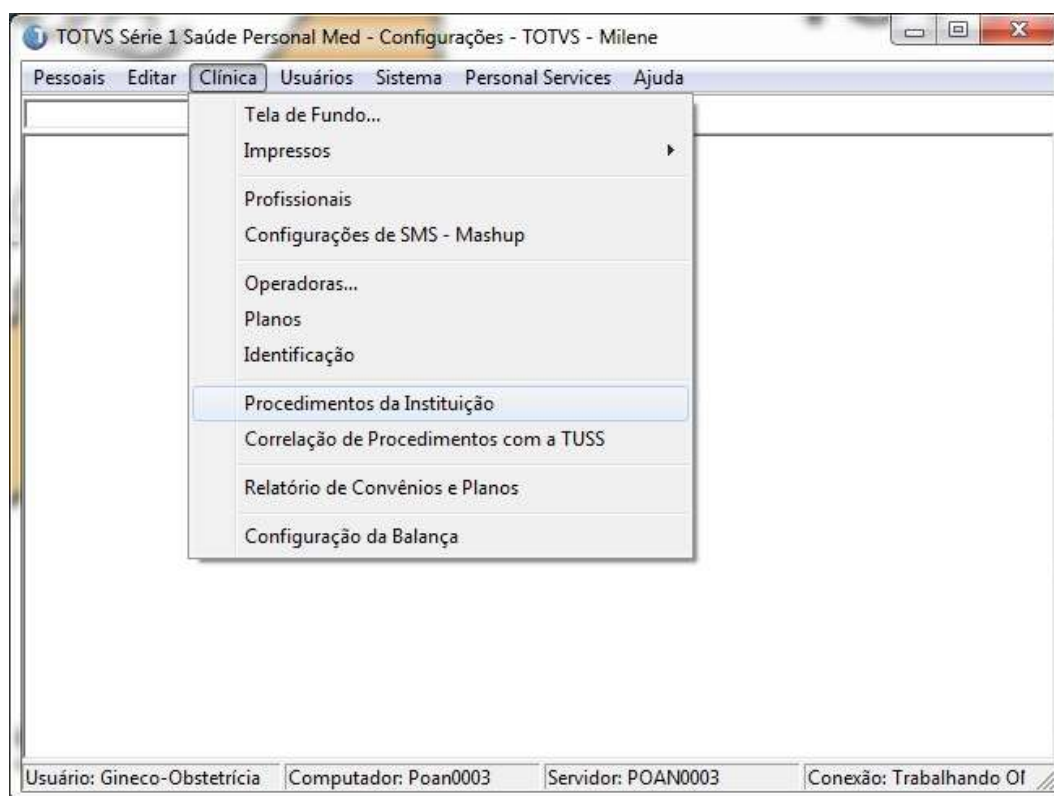 TOTVS Série 1 Saúde Personal Med - Configurações - TOTVS - Milene
Pessoais Editar Clínica Usuários Sistema Personal Services Ajuda
Tela de Fundo...
Impressos
Profissionais
Configurações de SMS - Mashup
Operadoras...
Planos
Identificação
Procedimentos da Instituição
Correlação de Procedimentos com a TUSS
Relatório de Convênios e Planos
Configuração da Balança
Usuário: Gineco-Obstetrícia Computador: Poan0003 Servidor: POAN0003 Conexão: Trabalhando